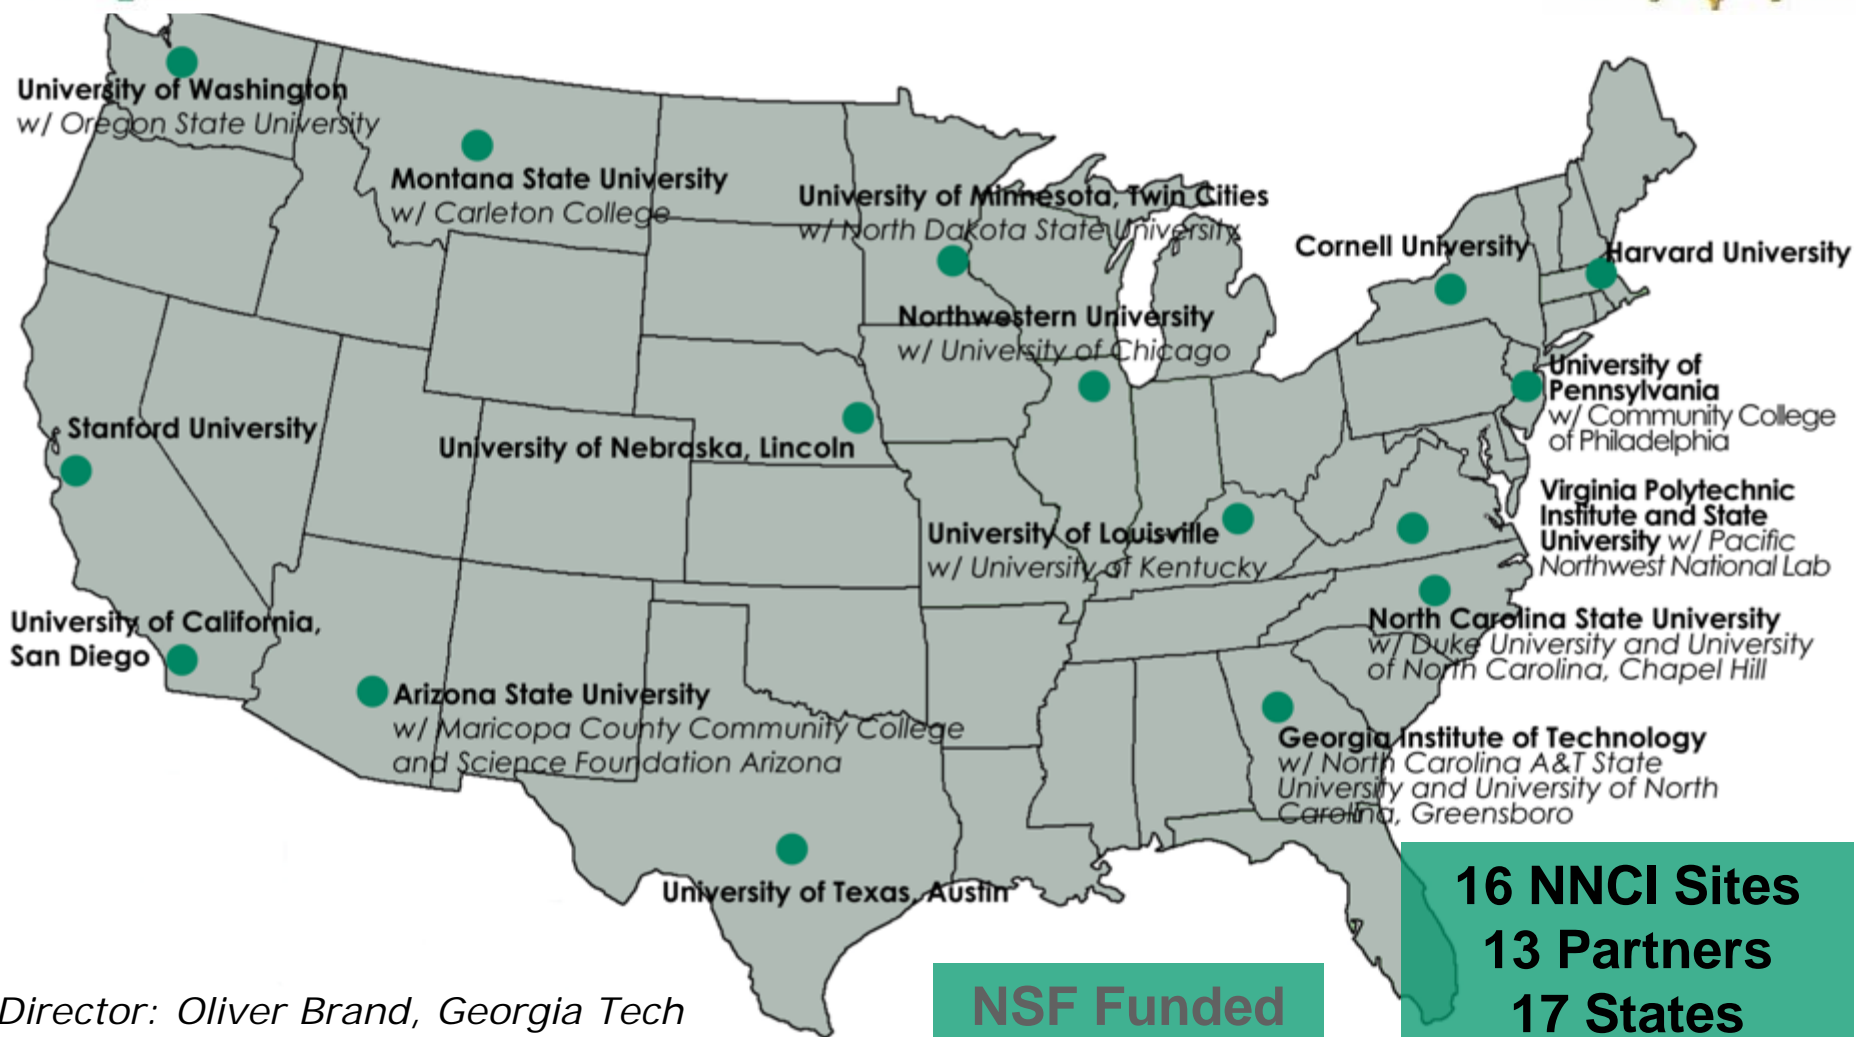 University of Washington
w/ Oregon State University
Montana State University
w/ Carleton College
University of Minnesota, Twin Cities
w/ North Dakota State University
Cornell University
Harvard University
Northwestern University
w/ University of Chicago
University of
Pennsylvania
w/ Community College
of Philadelphia
Stanford University
University of Nebraska, Lincoln
Virginia Polytechnic
Institute and State
University w/ Pacific
Northwest National Lab
University of Louisville
w/ University of Kentucky
North Carolina State University
w/ Duke University and University
of North Carolina, Chapel Hill
University of California,
San Diego
Arizona State University
w/ Maricopa County Community College
and Science Foundation Arizona
Georgia Institute of Technology
w/ North Carolina A&T State
University and University of North
Carolina, Greensboro
University of Texas, Austin
16 NNCI Sites
13 Partners
17 States
NSF Funded
Director: Oliver Brand, Georgia Tech